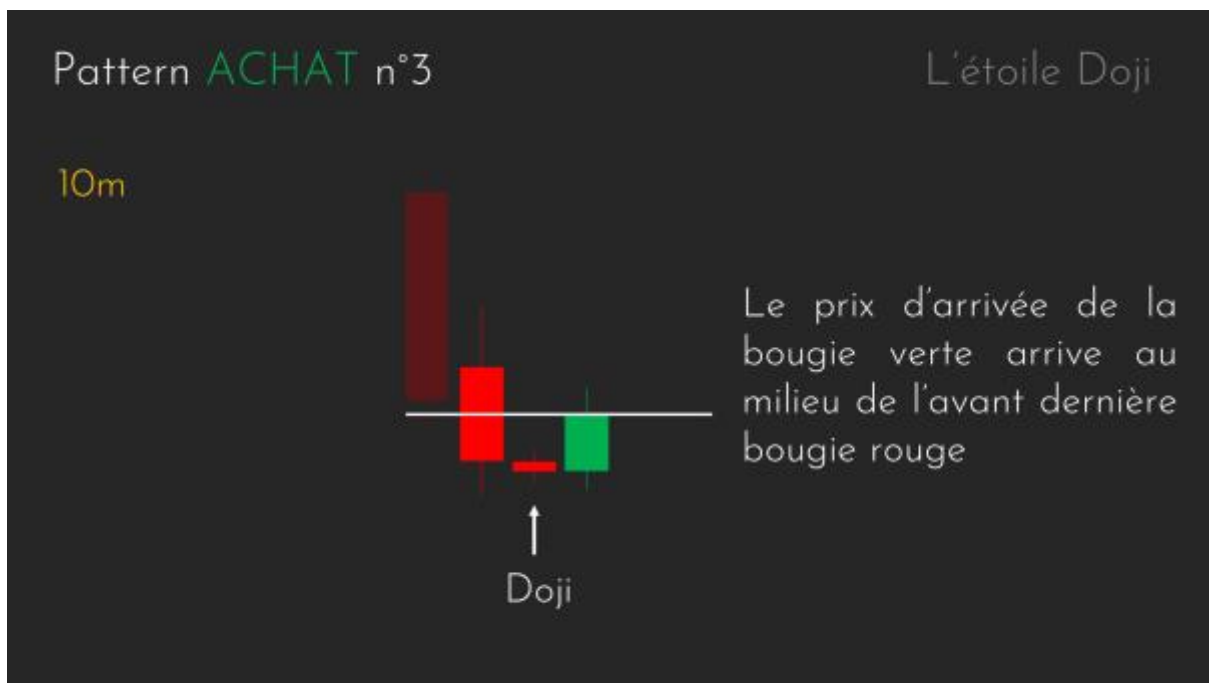 Pattern ACHAT n°3
L'étoile Doji
10m
Le prix d'arrivée de la
bougie verte arrive au
milieu de l'avant dernière
bougie rouge
Doji